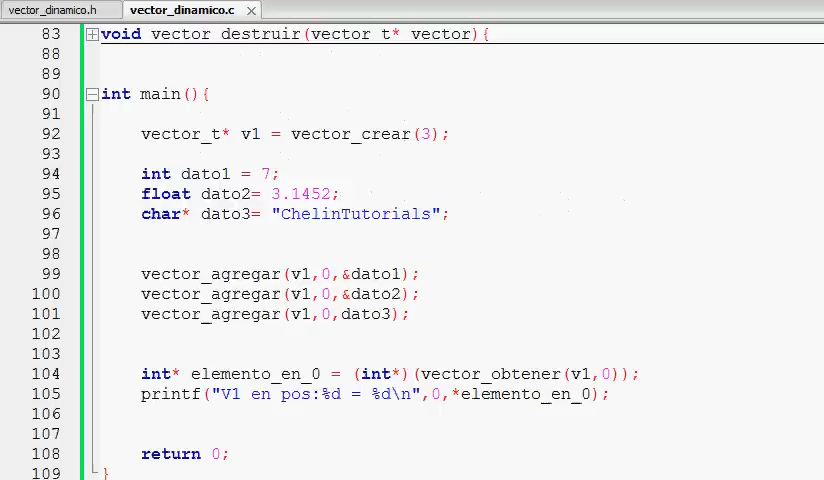 vector_dinamico.h vector_dinamico.c
83 void vector destruir(vector t* vector){
88
89
90 int main(){
91
92 vector_t* v1 = vector_crear(3);
93
94 int dato1 = 7;
95 float dato2= 3.1452;
96 char* dato3= "ChelinTutorials";
97
98
99 vector_agregar(v1,0,&dato1);
100 vector_agregar(v1,0,&dato2);
101 vector_agregar(v1,0,dato3);
102
103
104 int* elemento_en_0 = (int*)(vector_obtener(v1,0));
105 printf("V1 en pos:%d = %d\n",0,*elemento_en_0);
106
107
108 return 0;
109 }